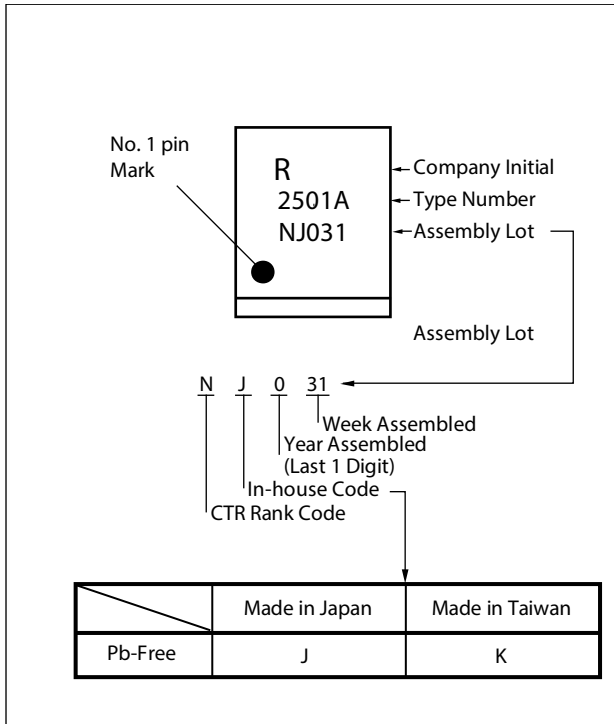 No. 1 pin
Mark
R
2501A
NJ031
Company Initial
Type Number
Assembly Lot
Assembly Lot
N J 0 31
Week Assembled
Year Assembled
(Last 1 Digit)
In-house Code
CTR Rank Code
Made in Japan Made in Taiwan
Pb-Free J K